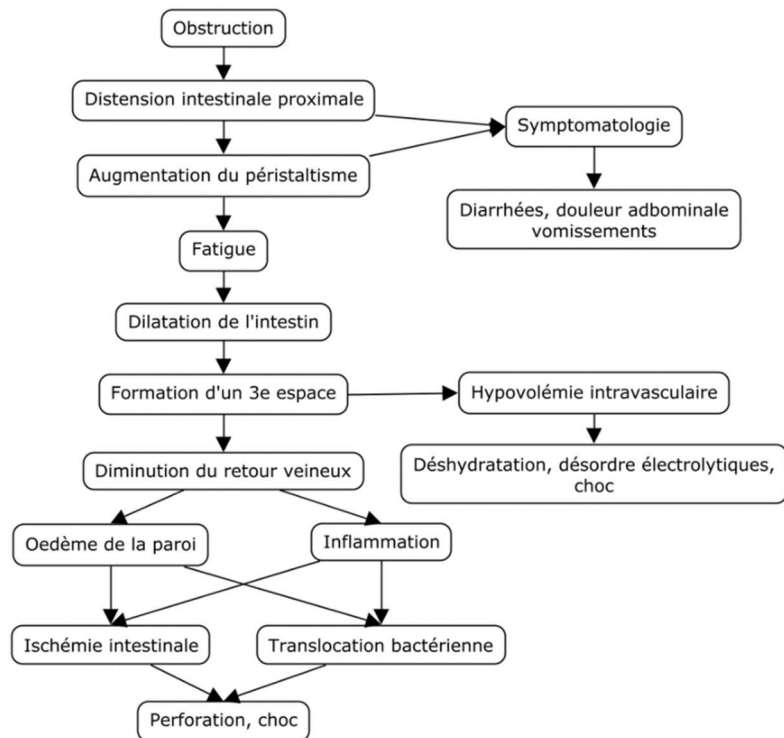 Obstruction
Distension intestinale proximale
Symptomatologie
Augmentation du péristaltisme
Diarrhées, douleur adbominale
vomissements
Fatigue
Dilatation de l'intestin
Formation d'un 3e espace
Hypovolémie intravasculaire
Diminution du retour veineux
Déshydratation, désordre électrolytiques,
choc
Oedème de la paroi
Inflammation
Ischémie intestinale
Translocation bactérienne
Perforation, choc